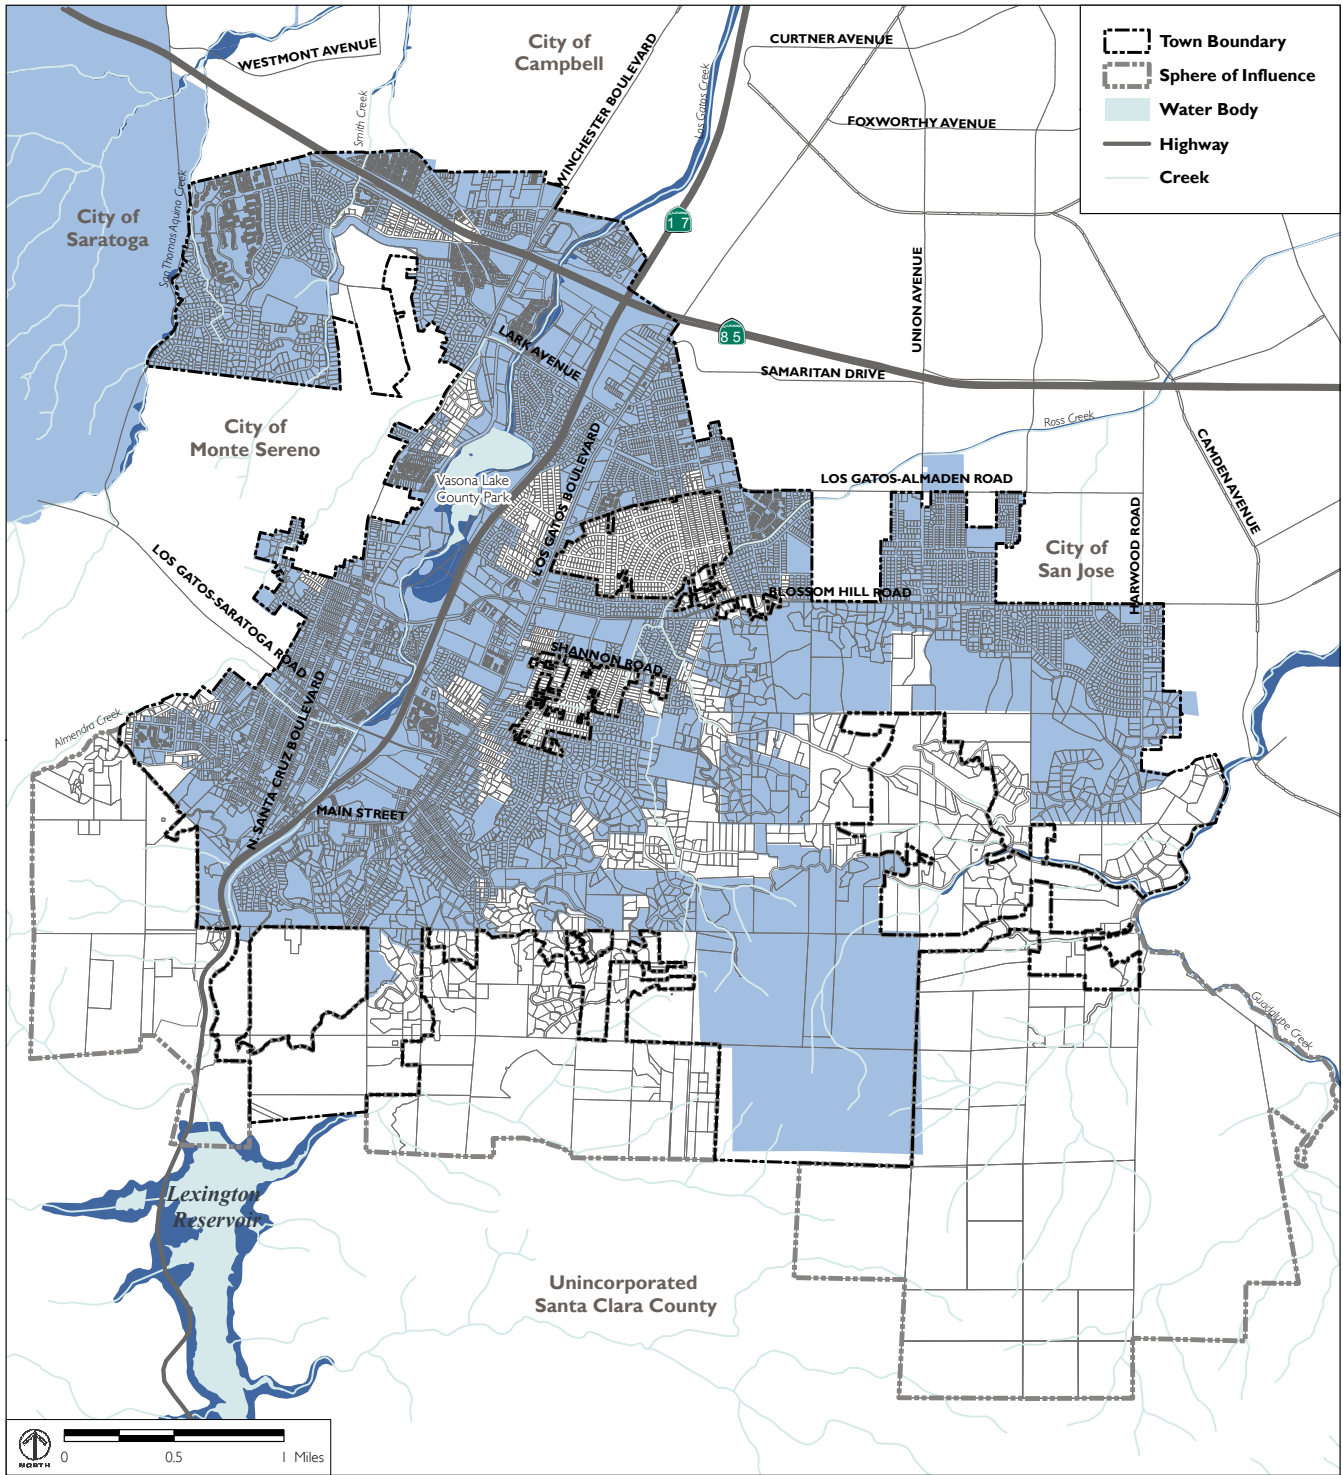 Town Boundary
Sphere of Influence
Water Body
Highway
Creek
WESTMONT AVENUE
City of
Campbell
WINCHESTER BOULEVARD
Los Gatos Creek
CURTNER AVENUE
FOXWORTHY AVENUE
Smith Creek
San Thomas Aquino Creek
City of
Saratoga
CALIFORNIA
17
CALIFORNIA
85
UNION AVENUE
LARK AVENUE
SAMARITAN DRIVE
City of
Monte Sereno
Ross Creek
CAMDEN AVENUE
LOS GATOS BOULEVARD
Vasona Lake
County Park
LOS GATOS-ALMADEN ROAD
HARWOOD ROAD
City of
San Jose
LOS GATOS-SARATOGA ROAD
BLOSSOM HILL ROAD
SHANNON ROAD
Almendra Creek
N. SANTA CRUZ BOULEVARD
MAIN STREET
Guadalupe Creek
Lexington
Reservoir
Unincorporated
Santa Clara County
NORTH
0 0.5 1 Miles